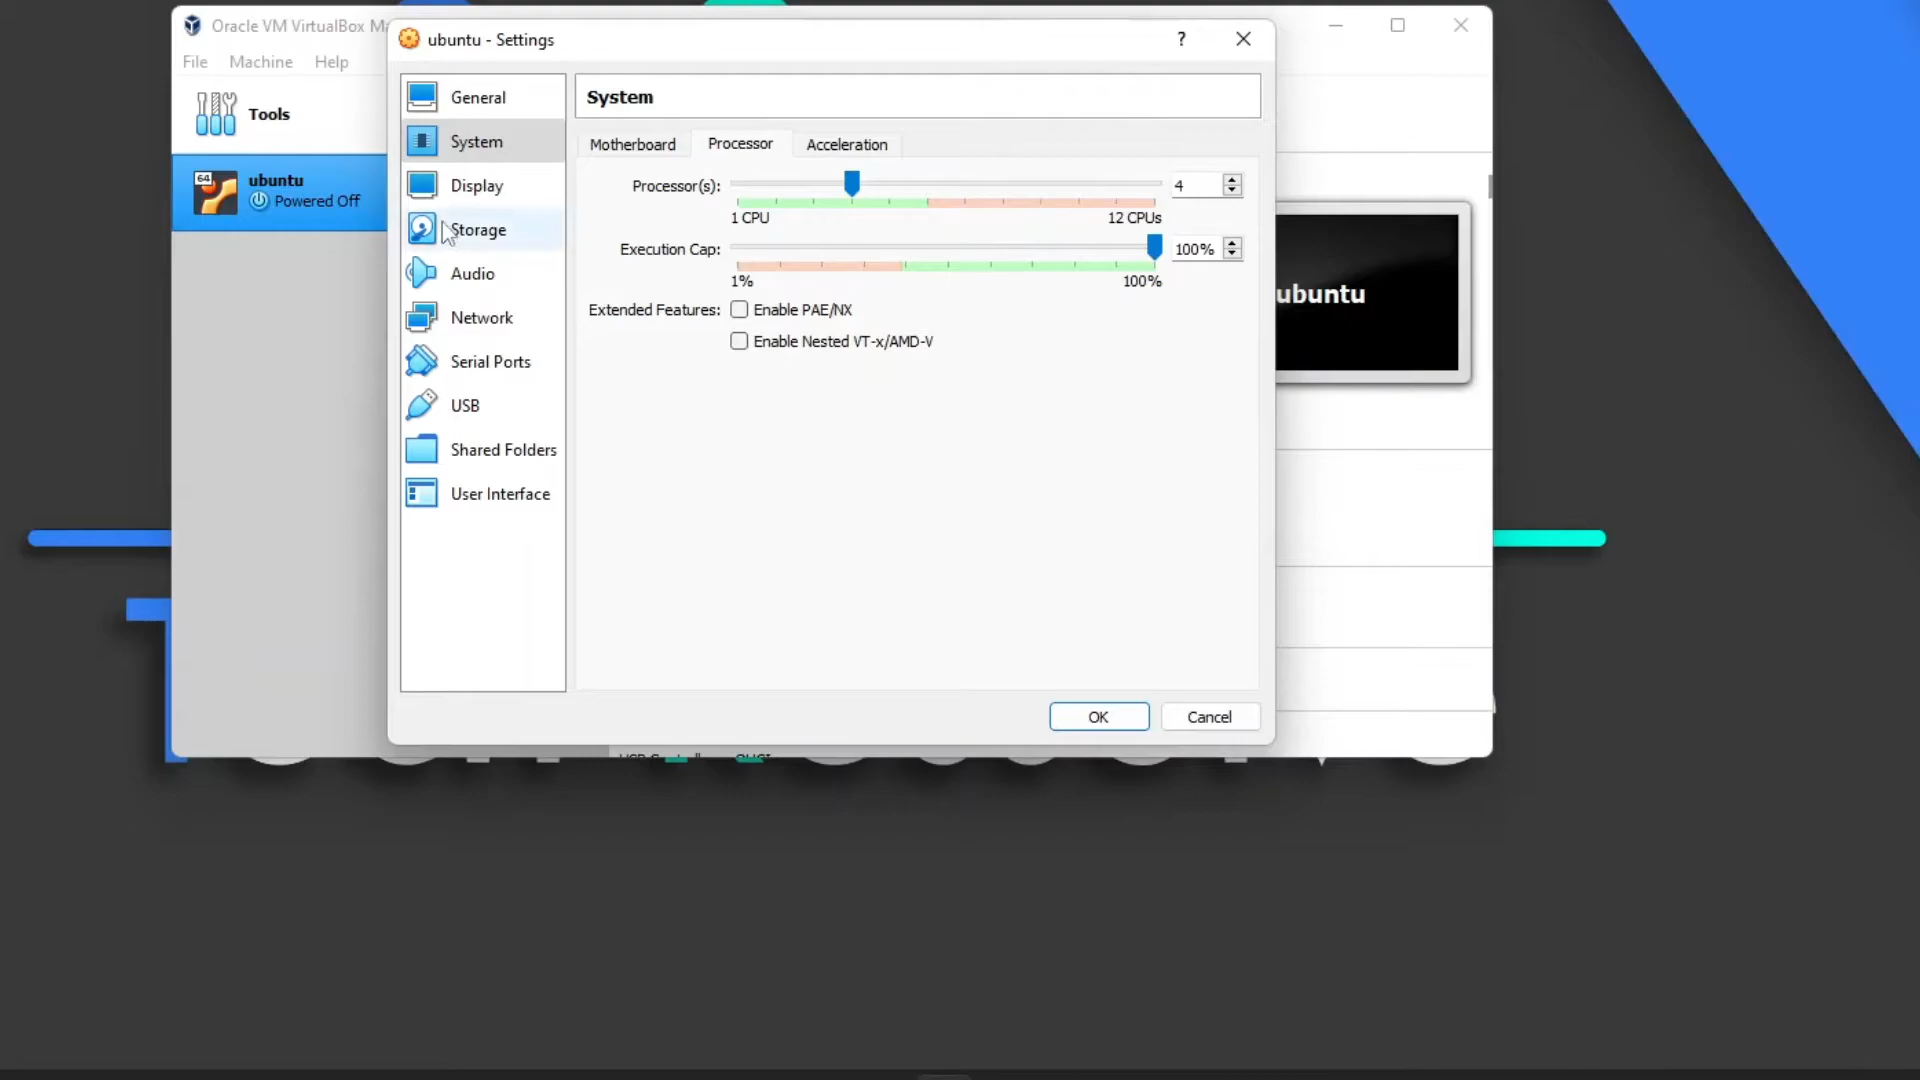 Oracle VM VirtualBox Ma
File Machine Help
Tools
64
ubuntu
Powered Off
ubuntu - Settings
?
General
System
Display
Storage
Audio
Network
Serial Ports
USB
Shared Folders
User Interface
System
Motherboard Processor Acceleration
Processor(s): 4
1 CPU 12 CPUs
Execution Cap: 100%
1% 100%
Extended Features: Enable PAE/NX
Enable Nested VT-x/AMD-V
OK Cancel
ubuntu